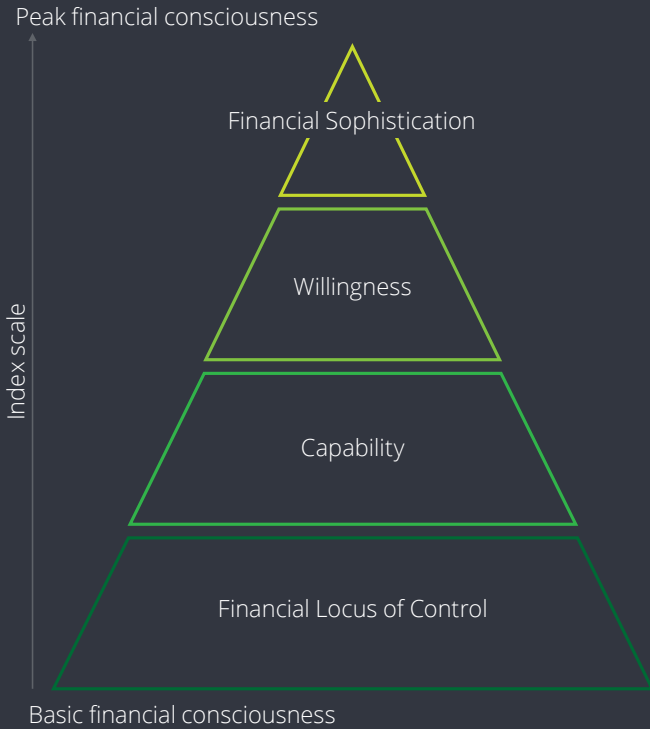 Peak financial consciousness
Financial Sophistication
Willingness
Index scale
Capability
Financial Locus of Control
Basic financial consciousness